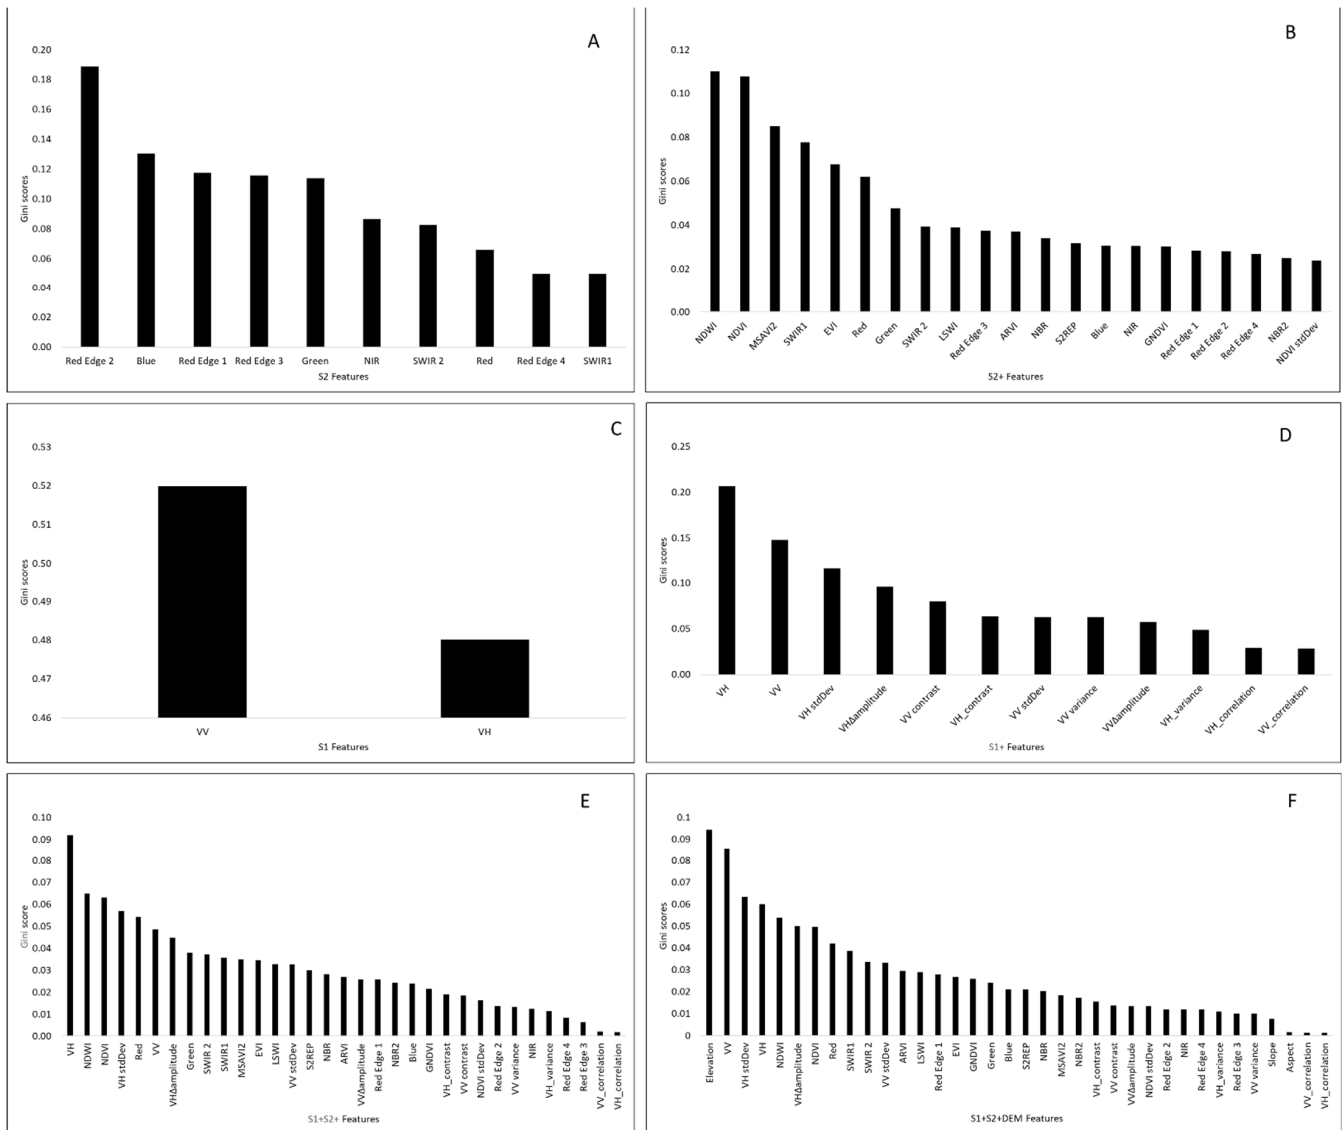 A
Gini scores
0.20
0.18
0.16
0.14
0.12
0.10
0.08
0.06
0.04
0.02
0.00
Red Edge 2 Blue Red Edge 1 Red Edge 3 Green NIR SWIR 2 Red Red Edge 4 SWIR1
S2 Features
B
Gini scores
0.12
0.10
0.08
0.06
0.04
0.02
0.00
NDWI NDVI MSAVI2 SWIR1 EVI Red Green SWIR 2 LSWI Red Edge 3 ARVI NBR S2REP Blue NIR GNDVI Red Edge 1 Red Edge 2 Red Edge 4 NBR2 NDVI stdDev
S2+ Features
C
Gini scores
0.53
0.52
0.51
0.50
0.49
0.48
0.47
0.46
VV VH
S1 Features
D
Gini scores
0.25
0.20
0.15
0.10
0.05
0.00
VH VV VH stdDev VHΔamplitude VV contrast VH_contrast VV stdDev VV variance VVΔamplitude VH_variance VH_correlation VV_correlation
S1+ Features
E
Gini score
0.10
0.09
0.08
0.07
0.06
0.05
0.04
0.03
0.02
0.01
0.00
VH NDWI NDVI VH stdDev Red VV VHΔamplitude Green SWIR 2 SWIR1 MSAVI2 EVI LSWI VV stdDev S2REP NBR ARVI VVΔamplitude Red Edge 1 NBR2 Blue GNDVI VH_contrast VV contrast NDVI stdDev Red Edge 2 VV variance NIR VH_variance Red Edge 4 Red Edge 3 VV_correlation VH_correlation
S1+S2+ Features
F
Gini scores
0.1
0.09
0.08
0.07
0.06
0.05
0.04
0.03
0.02
0.01
0
Elevation VV VH stdDev VH NDWI VHΔamplitude NDVI Red SWIR1 SWIR 2 VV stdDev ARVI LSWI Red Edge 1 EVI GNDVI Green Blue S2REP NBR MSAVI2 NBR2 VH_contrast VV contrast VVΔamplitude NDVI stdDev Red Edge 2 NIR Red Edge 4 VH_variance Red Edge 3 VV variance Slope Aspect VV_correlation VH_correlation
S1+S2+DEM Features